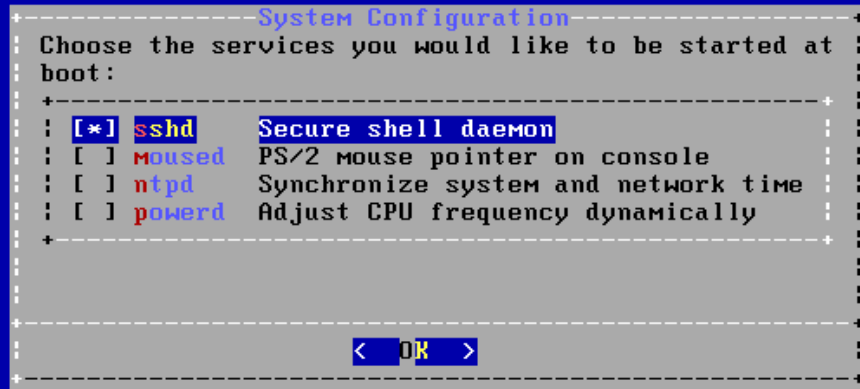 System Configuration
Choose the services you would like to be started at
boot:
[*] sshd Secure shell daemon
[ ] moused PS/2 mouse pointer on console
[ ] ntpd Synchronize system and network time
[ ] powerd Adjust CPU frequency dynamically
< OK >